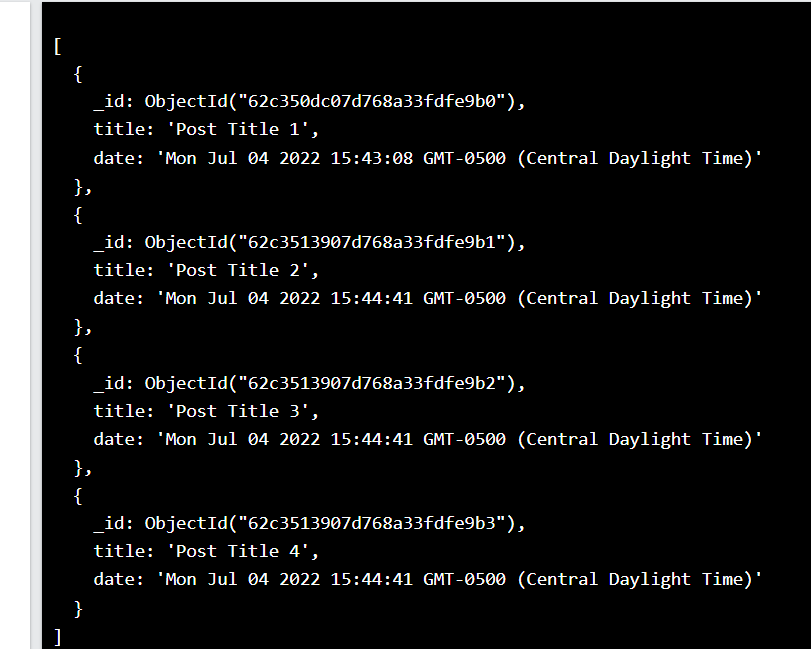 [
{
_id: ObjectId("62c350dc07d768a33fdfe9b0"),
title: 'Post Title 1',
date: 'Mon Jul 04 2022 15:43:08 GMT-0500 (Central Daylight Time)'
},
{
_id: ObjectId("62c3513907d768a33fdfe9b1"),
title: 'Post Title 2',
date: 'Mon Jul 04 2022 15:44:41 GMT-0500 (Central Daylight Time)'
},
{
_id: ObjectId("62c3513907d768a33fdfe9b2"),
title: 'Post Title 3',
date: 'Mon Jul 04 2022 15:44:41 GMT-0500 (Central Daylight Time)'
},
{
_id: ObjectId("62c3513907d768a33fdfe9b3"),
title: 'Post Title 4',
date: 'Mon Jul 04 2022 15:44:41 GMT-0500 (Central Daylight Time)'
}
]